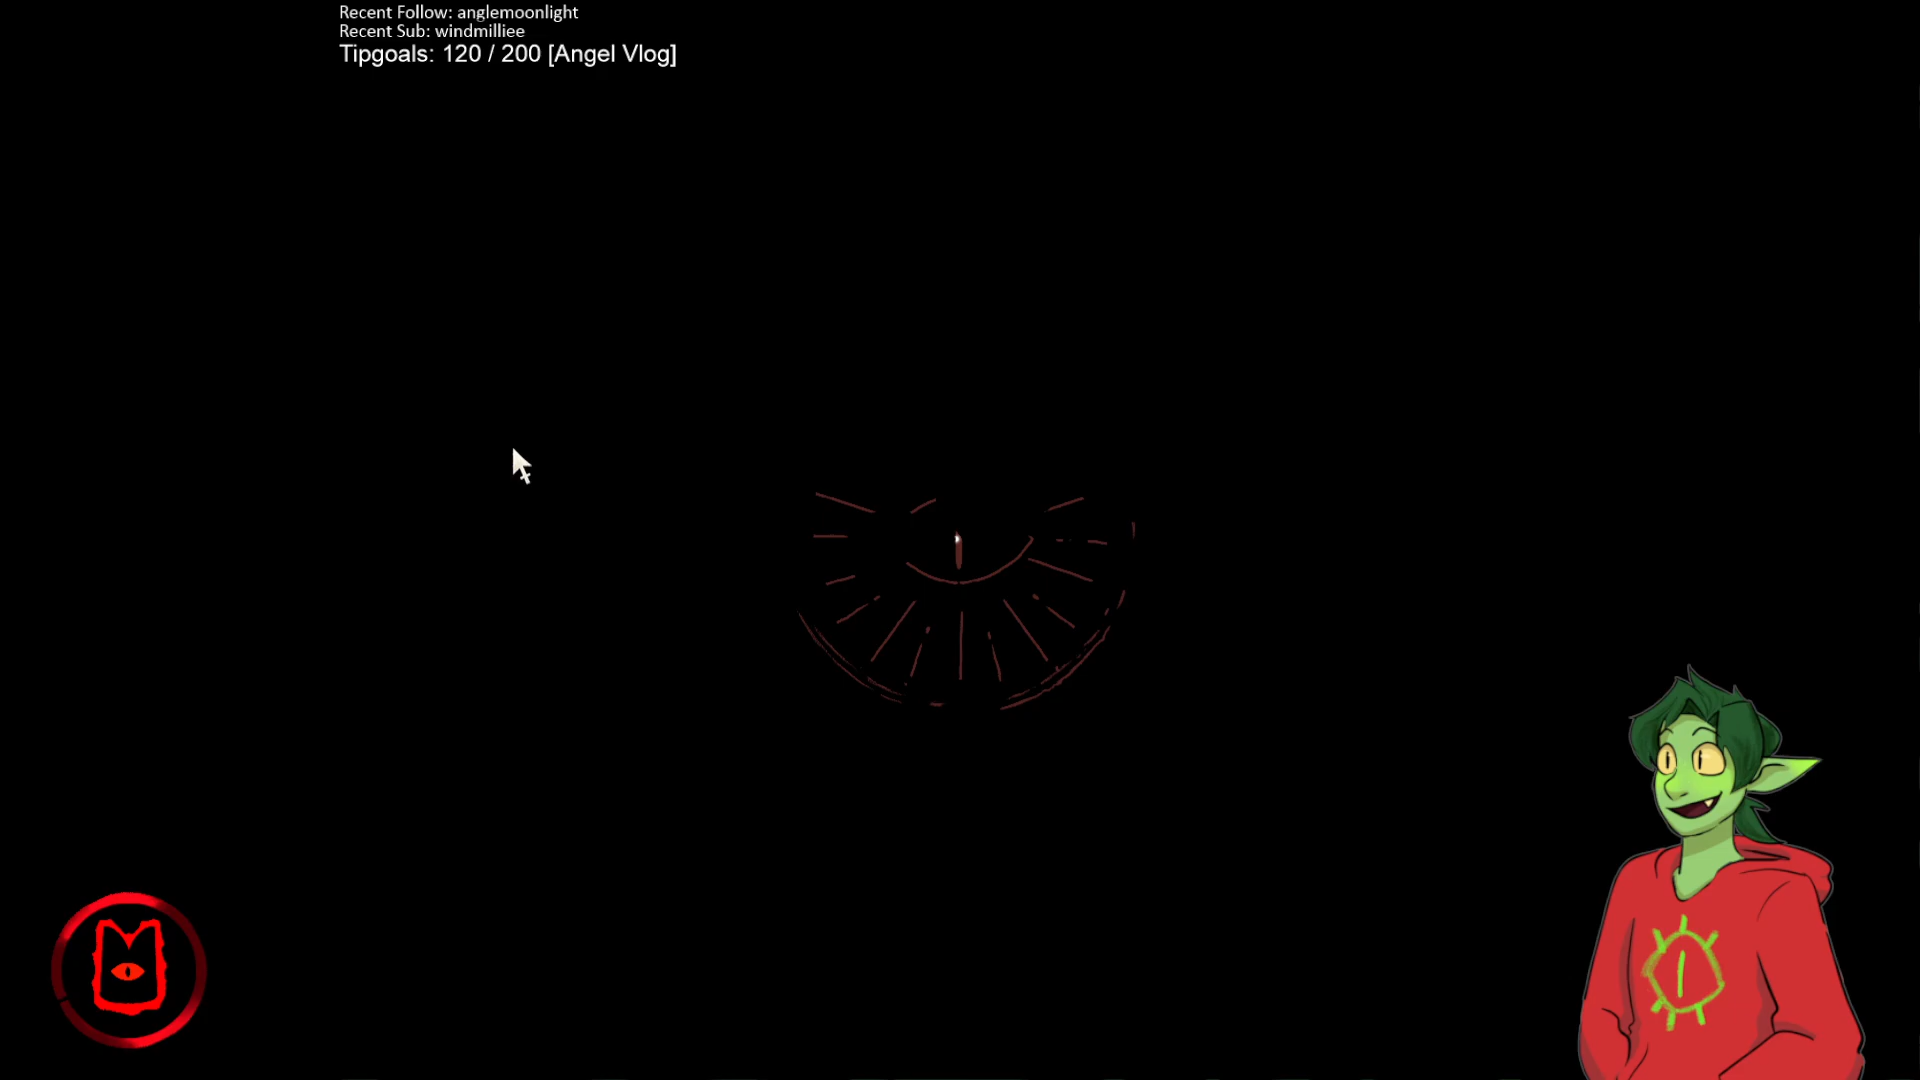 Recent Follow: anglemoonlight
Recent Sub: windmilliee
Tipgoals: 120 / 200 [Angel Vlog]